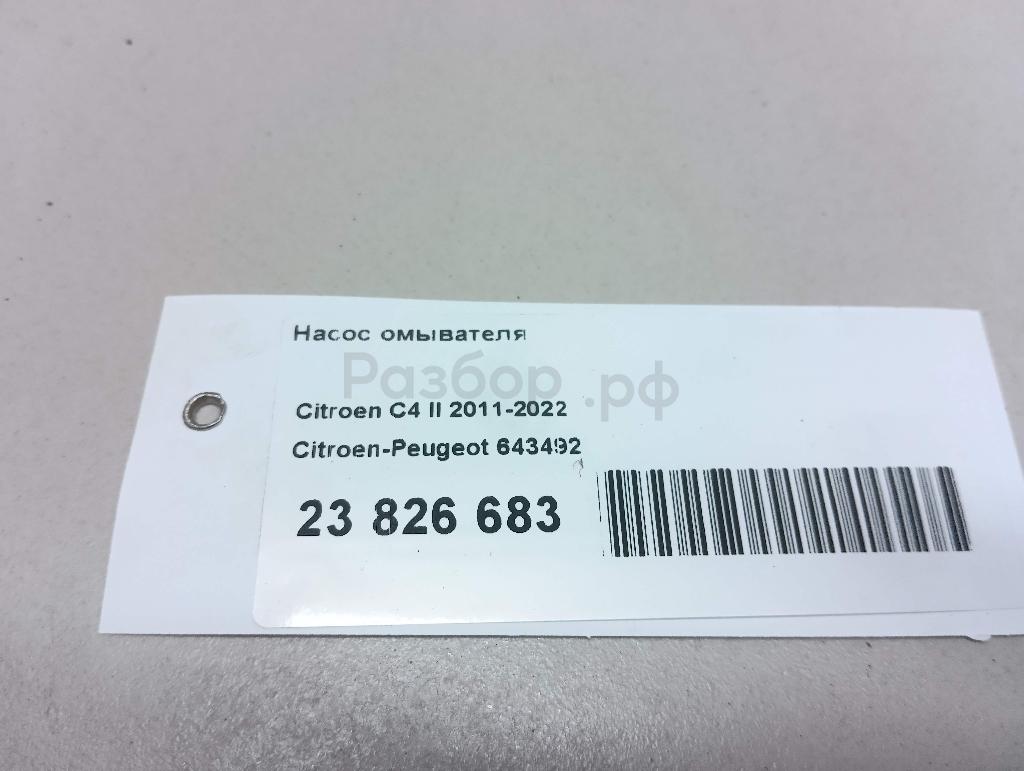 Насос омывателя
Разбор.рф
Citroen C4 II 2011-2022
Citroen-Peugeot 643492
23 826 683